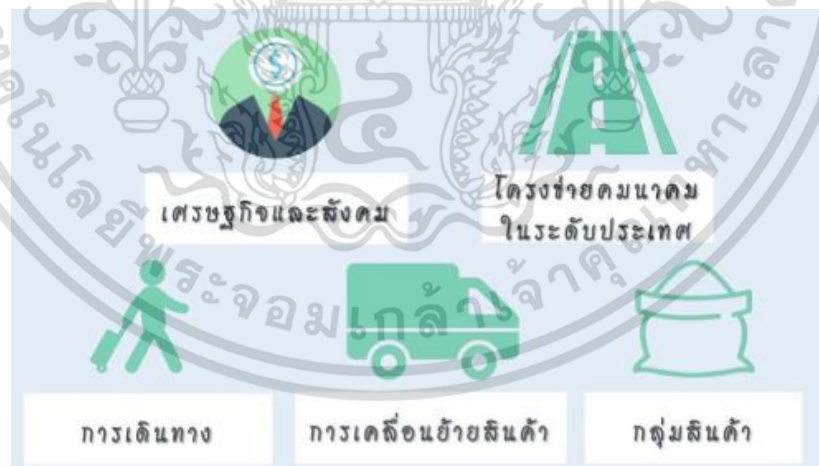 เศรษฐกิจและสังคม
โครงข่ายคมนาคม
ในระดับประเทศ
การเดินทาง
การเคลื่อนย้ายสินค้า
กลุ่มสินค้า